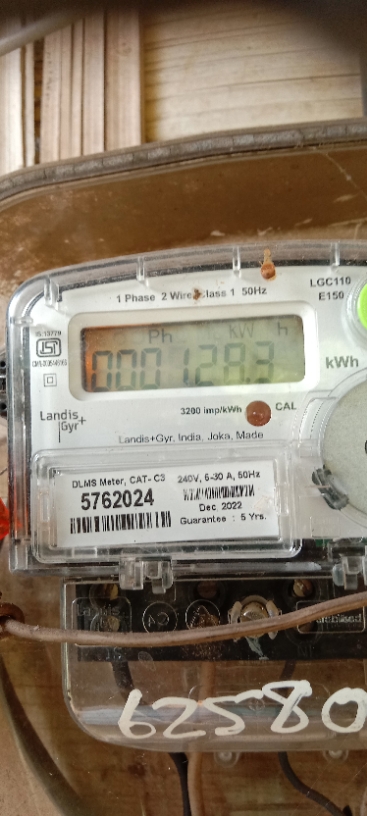 LGC110
E150
1 Phase 2 Wire Class 1 50Hz
IS 13779
Ph kW h
kWh
3200 imp/kWh CAL
Landis
Gyr+
Landis+Gyr. India, Joka, Made
DLMS Meter, CAT- C3 240V, 5-30 A, 50Hz
5762024
Dec, 2022
Guarantee : 5 Yrs.
62580